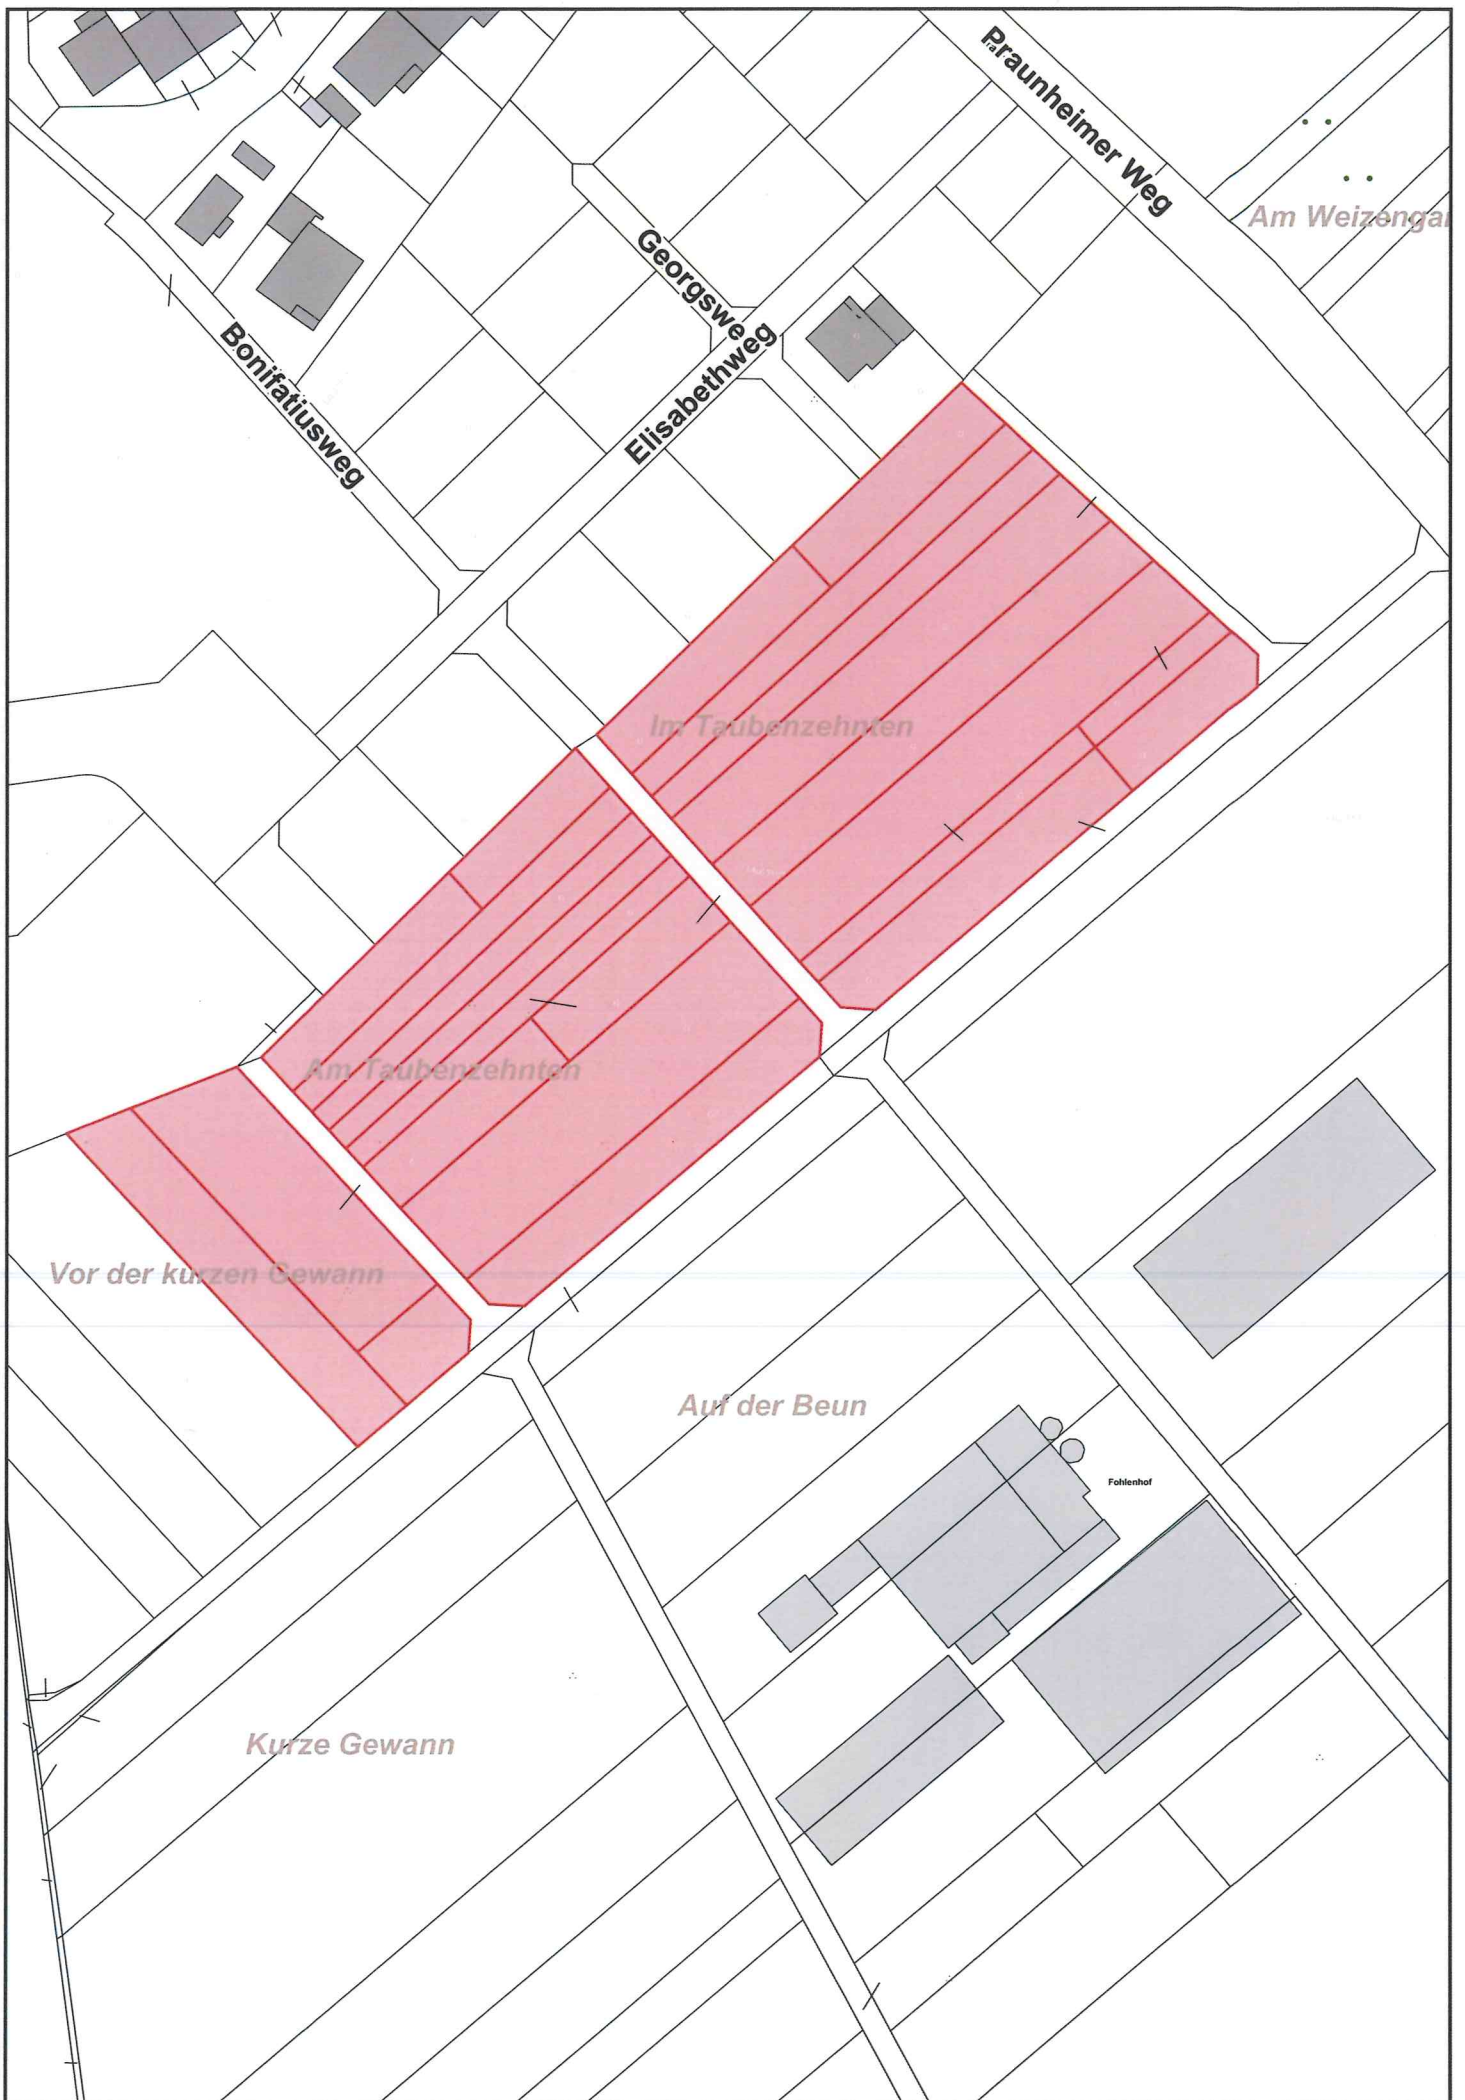 Praunheimer Weg
Am Weizenga
Georgsweg
Elisabethweg
Bonifatiusweg
Im Taubenzehnten
Am Taubenzehnten
Vor der kurzen Gewann
Auf der Beun
Fohlenhof
Kurze Gewann